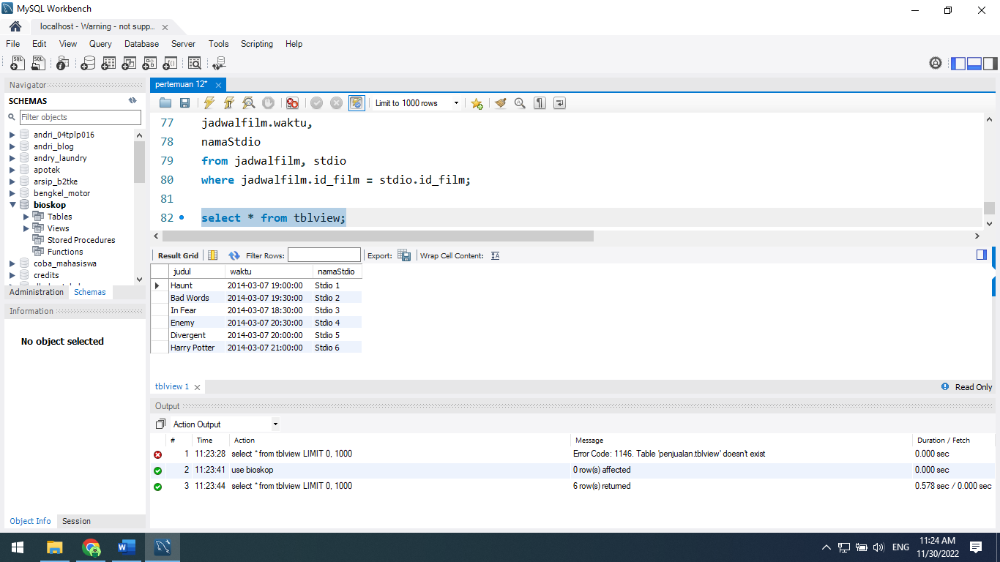 MySQL Workbench
localhost - Warning - not supp...
File Edit View Query Database Server Tools Scripting Help
Navigator
SCHEMAS
Filter objects
andri_04tplp016
andri_blog
andry_laundry
apotek
arsip_b2tke
bengkel_motor
bioskop
Tables
Views
Stored Procedures
Functions
coba_mahasiswa
credits
Administration Schemas
Information
No object selected
Object Info Session
pertemuan 12*
Limit to 1000 rows
77 jadwalfilm.waktu,
78 namaStdio
79 from jadwalfilm, stdio
80 where jadwalfilm.id_film = stdio.id_film;
81
82 select * from tblview;
Result Grid Filter Rows: Export: Wrap Cell Content:
judul waktu namaStdio
Haunt 2014-03-07 19:00:00 Stdio 1
Bad Words 2014-03-07 19:30:00 Stdio 2
In Fear 2014-03-07 18:30:00 Stdio 3
Enemy 2014-03-07 20:30:00 Stdio 4
Divergent 2014-03-07 20:00:00 Stdio 5
Harry Potter 2014-03-07 21:00:00 Stdio 6
tblview 1 Read Only
Output
Action Output
# Time Action Message Duration / Fetch
1 11:23:28 select * from tblview LIMIT 0, 1000 Error Code: 1146. Table 'penjualan.tblview' doesn't exist 0.000 sec
2 11:23:41 use bioskop 0 row(s) affected 0.000 sec
3 11:23:44 select * from tblview LIMIT 0, 1000 6 row(s) returned 0.578 sec / 0.000 sec
ENG
11:24 AM
11/30/2022